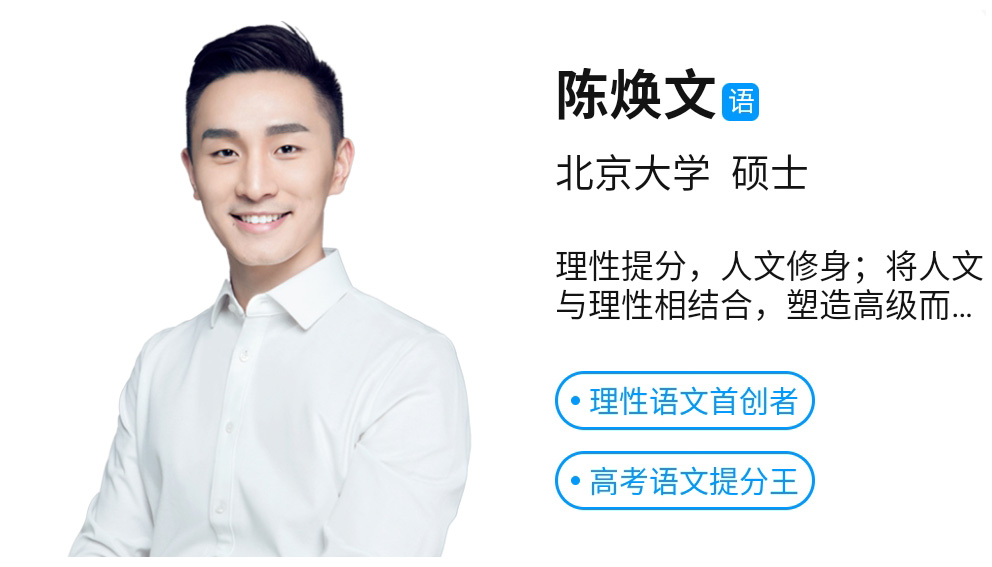 陈焕文 语
北京大学 硕士
理性提分，人文修身；将人文
与理性相结合，塑造高级而...
• 理性语文首创者
• 高考语文提分王